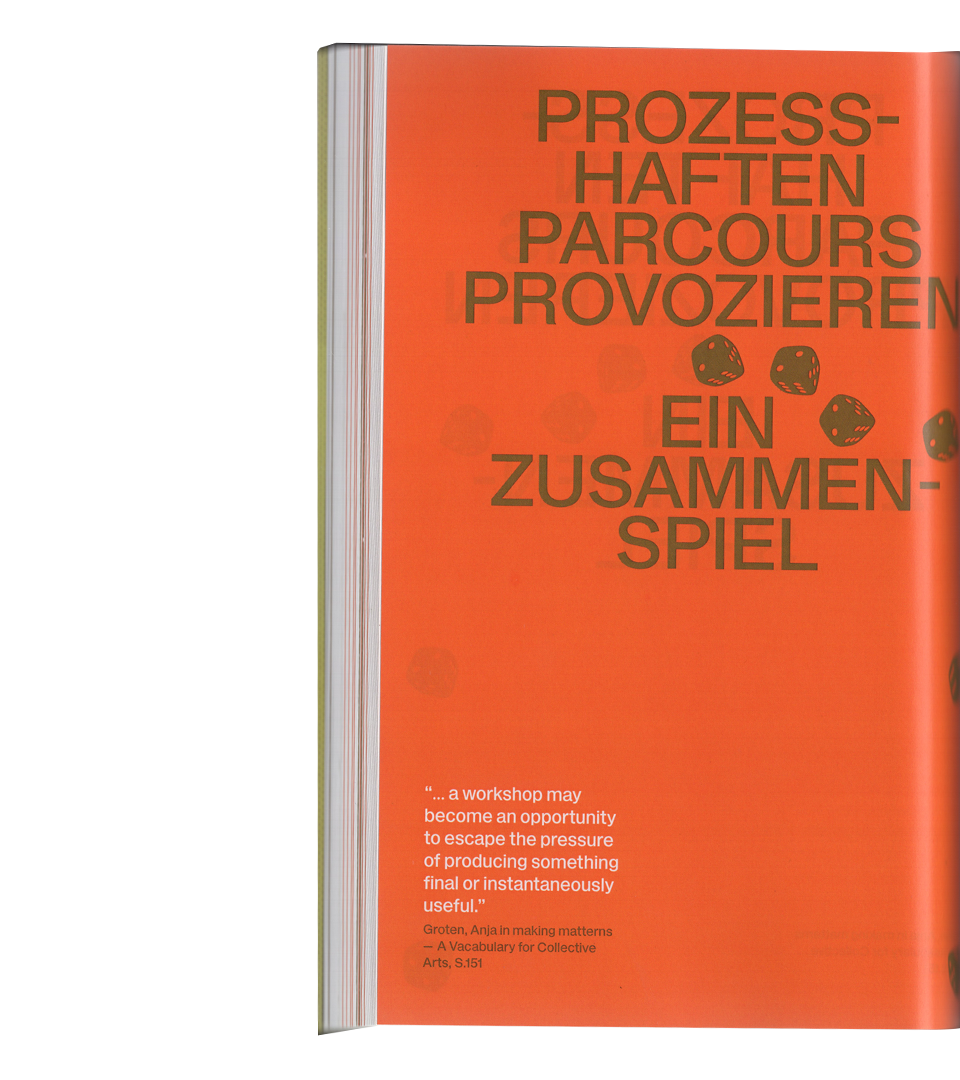 PROZESS-
HAFTEN
PARCOURS
PROVOZIEREN
EIN
ZUSAMMEN-
SPIEL
“... a workshop may
become an opportunity
to escape the pressure
of producing something
final or instantaneously
useful.”
Groten, Anja in making matterns
— A Vacabulary for Collective
Arts, S.151